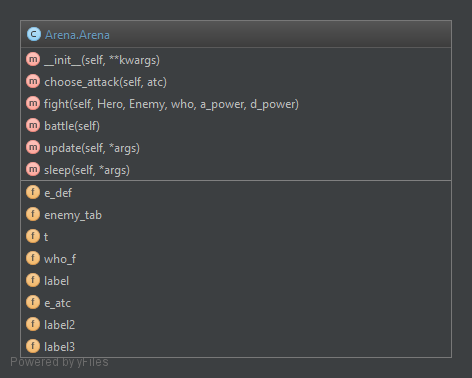 C Arena.Arena
m __init__(self, **kwargs)
m choose_attack(self, atc)
m fight(self, Hero, Enemy, who, a_power, d_power)
m battle(self)
m update(self, *args)
m sleep(self, *args)
f e_def
f enemy_tab
f t
f who_f
f label
f e_atc
f label2
f label3
Powered by yFiles